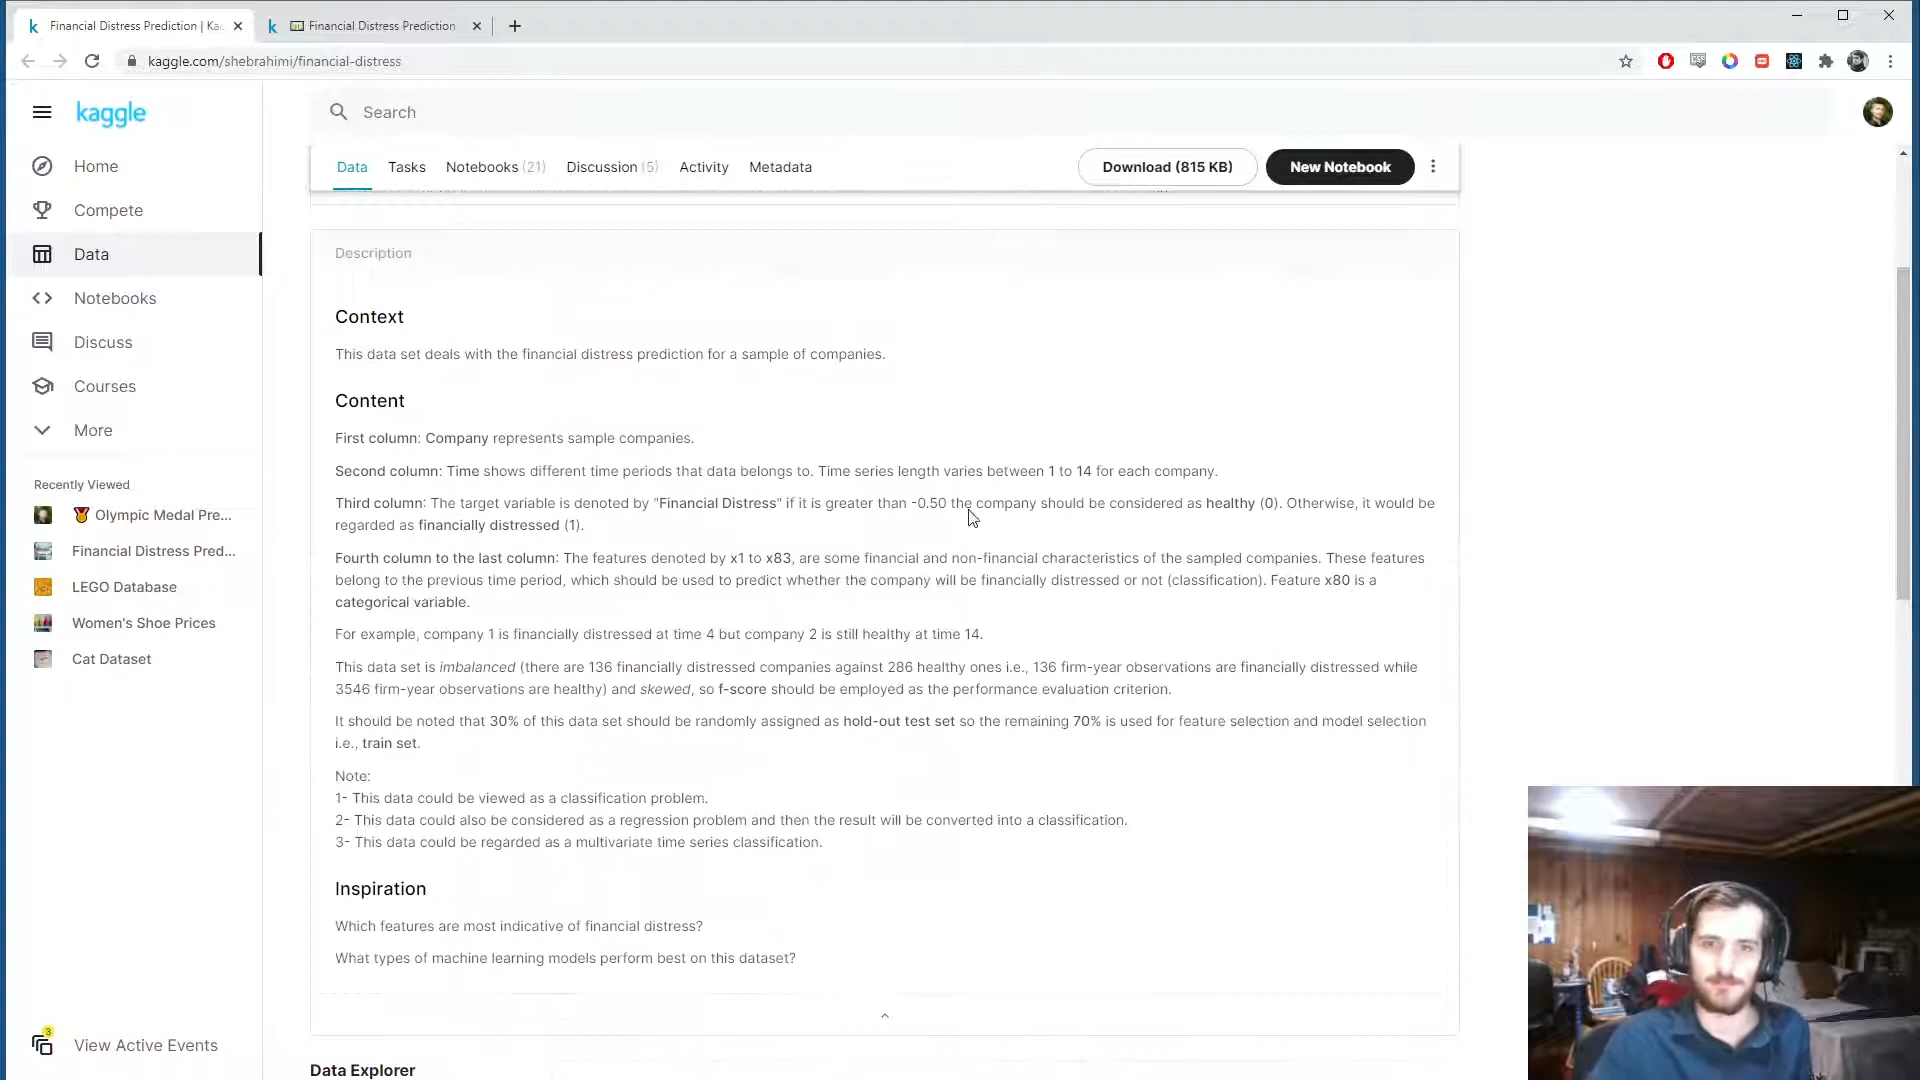 Financial Distress Prediction | Ka
Financial Distress Prediction
kaggle.com/shebrahimi/financial-distress
kaggle
Search
Data
Tasks
Notebooks (21)
Discussion (5)
Activity
Metadata
Download (815 KB)
New Notebook
Home
Compete
Data
Notebooks
Discuss
Courses
More
Recently Viewed
Olympic Medal Pre...
Financial Distress Pred...
LEGO Database
Women's Shoe Prices
Cat Dataset
3
View Active Events
Description
Context
This data set deals with the financial distress prediction for a sample of companies.
Content
First column: Company represents sample companies.
Second column: Time shows different time periods that data belongs to. Time series length varies between 1 to 14 for each company.
Third column: The target variable is denoted by "Financial Distress" if it is greater than -0.50 the company should be considered as healthy (0). Otherwise, it would be
regarded as financially distressed (1).
Fourth column to the last column: The features denoted by x1 to x83, are some financial and non-financial characteristics of the sampled companies. These features
belong to the previous time period, which should be used to predict whether the company will be financially distressed or not (classification). Feature x80 is a
categorical variable.
For example, company 1 is financially distressed at time 4 but company 2 is still healthy at time 14.
This data set is imbalanced (there are 136 financially distressed companies against 286 healthy ones i.e., 136 firm-year observations are financially distressed while
3546 firm-year observations are healthy) and skewed, so f-score should be employed as the performance evaluation criterion.
It should be noted that 30% of this data set should be randomly assigned as hold-out test set so the remaining 70% is used for feature selection and model selection
i.e., train set.
Note:
1- This data could be viewed as a classification problem.
2- This data could also be considered as a regression problem and then the result will be converted into a classification.
3- This data could be regarded as a multivariate time series classification.
Inspiration
Which features are most indicative of financial distress?
What types of machine learning models perform best on this dataset?
Data Explorer